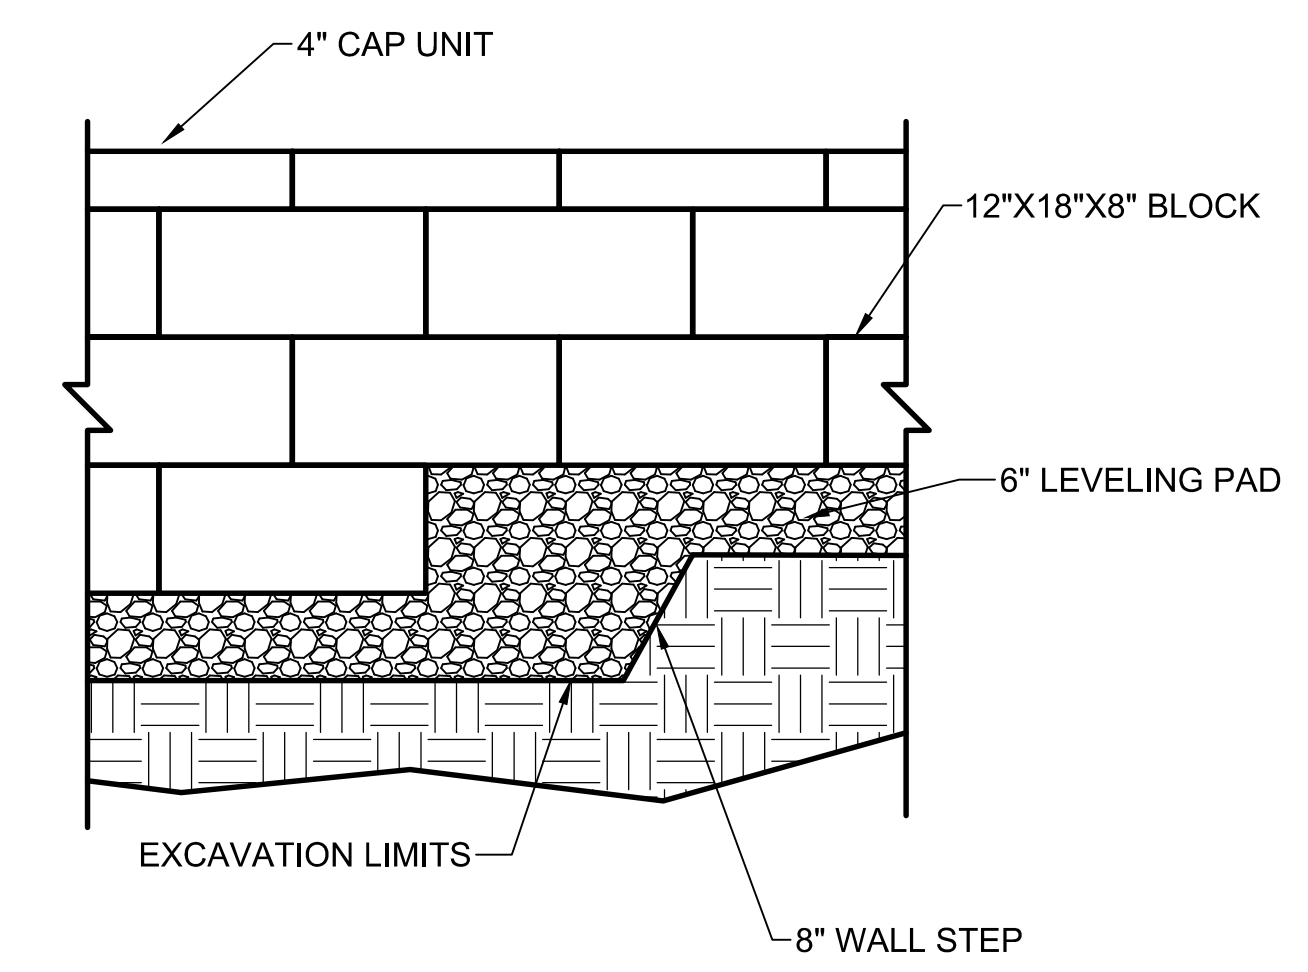 4" CAP UNIT
12"X18"X8" BLOCK
6" LEVELING PAD
EXCAVATION LIMITS
8" WALL STEP